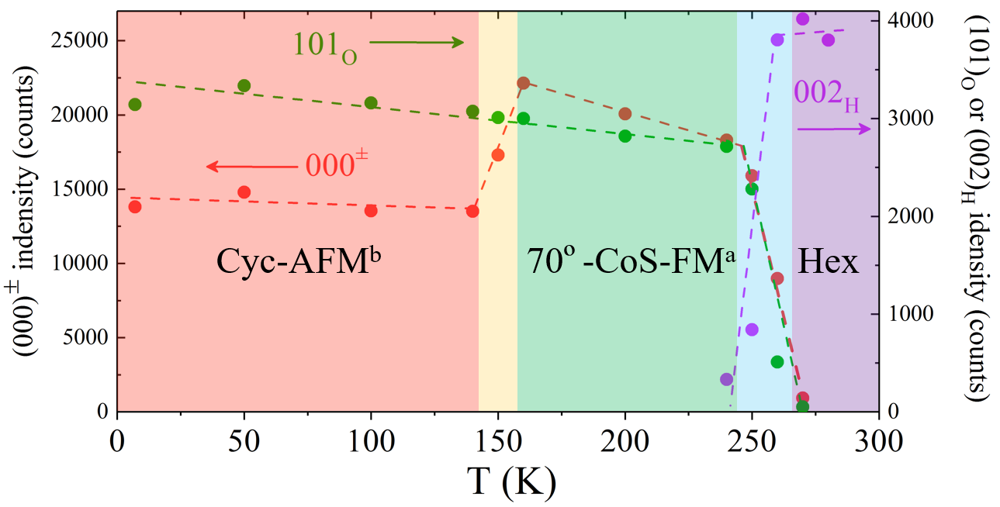 (000)± indensity (counts)
25000
20000
15000
10000
5000
0
101O
000±
002H
Cyc-AFMb
70o -CoS-FMa
Hex
4000
3000
2000
1000
0
(101)O or (002)H idensity (counts)
0 50 100 150 200 250 300
T (K)